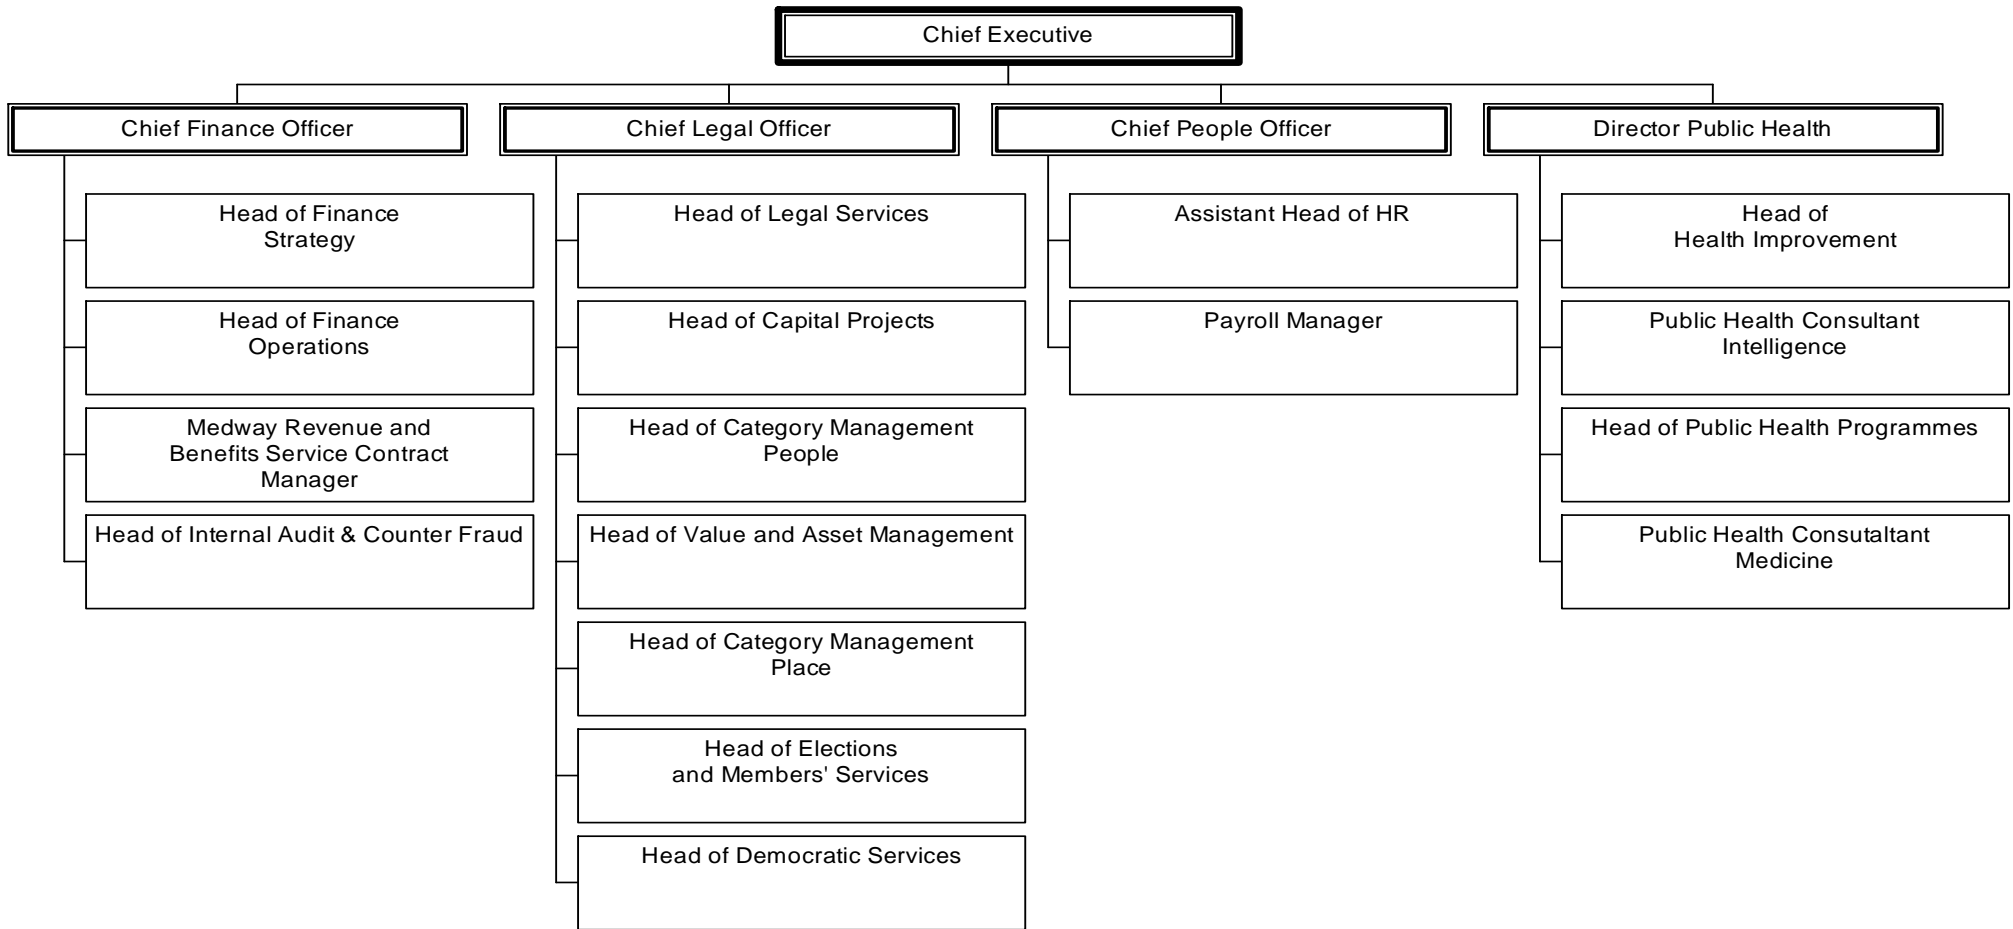 Chief Executive
Chief Finance Officer
Head of Finance
Strategy
Head of Finance
Operations
Medway Revenue and
Benefits Service Contract
Manager
Head of Internal Audit & Counter Fraud
Chief Legal Officer
Head of Legal Services
Head of Capital Projects
Head of Category Management
People
Head of Value and Asset Management
Head of Category Management
Place
Head of Elections
and Members' Services
Head of Democratic Services
Chief People Officer
Assistant Head of HR
Payroll Manager
Director Public Health
Head of
Health Improvement
Public Health Consultant
Intelligence
Head of Public Health Programmes
Public Health Consutaltant
Medicine